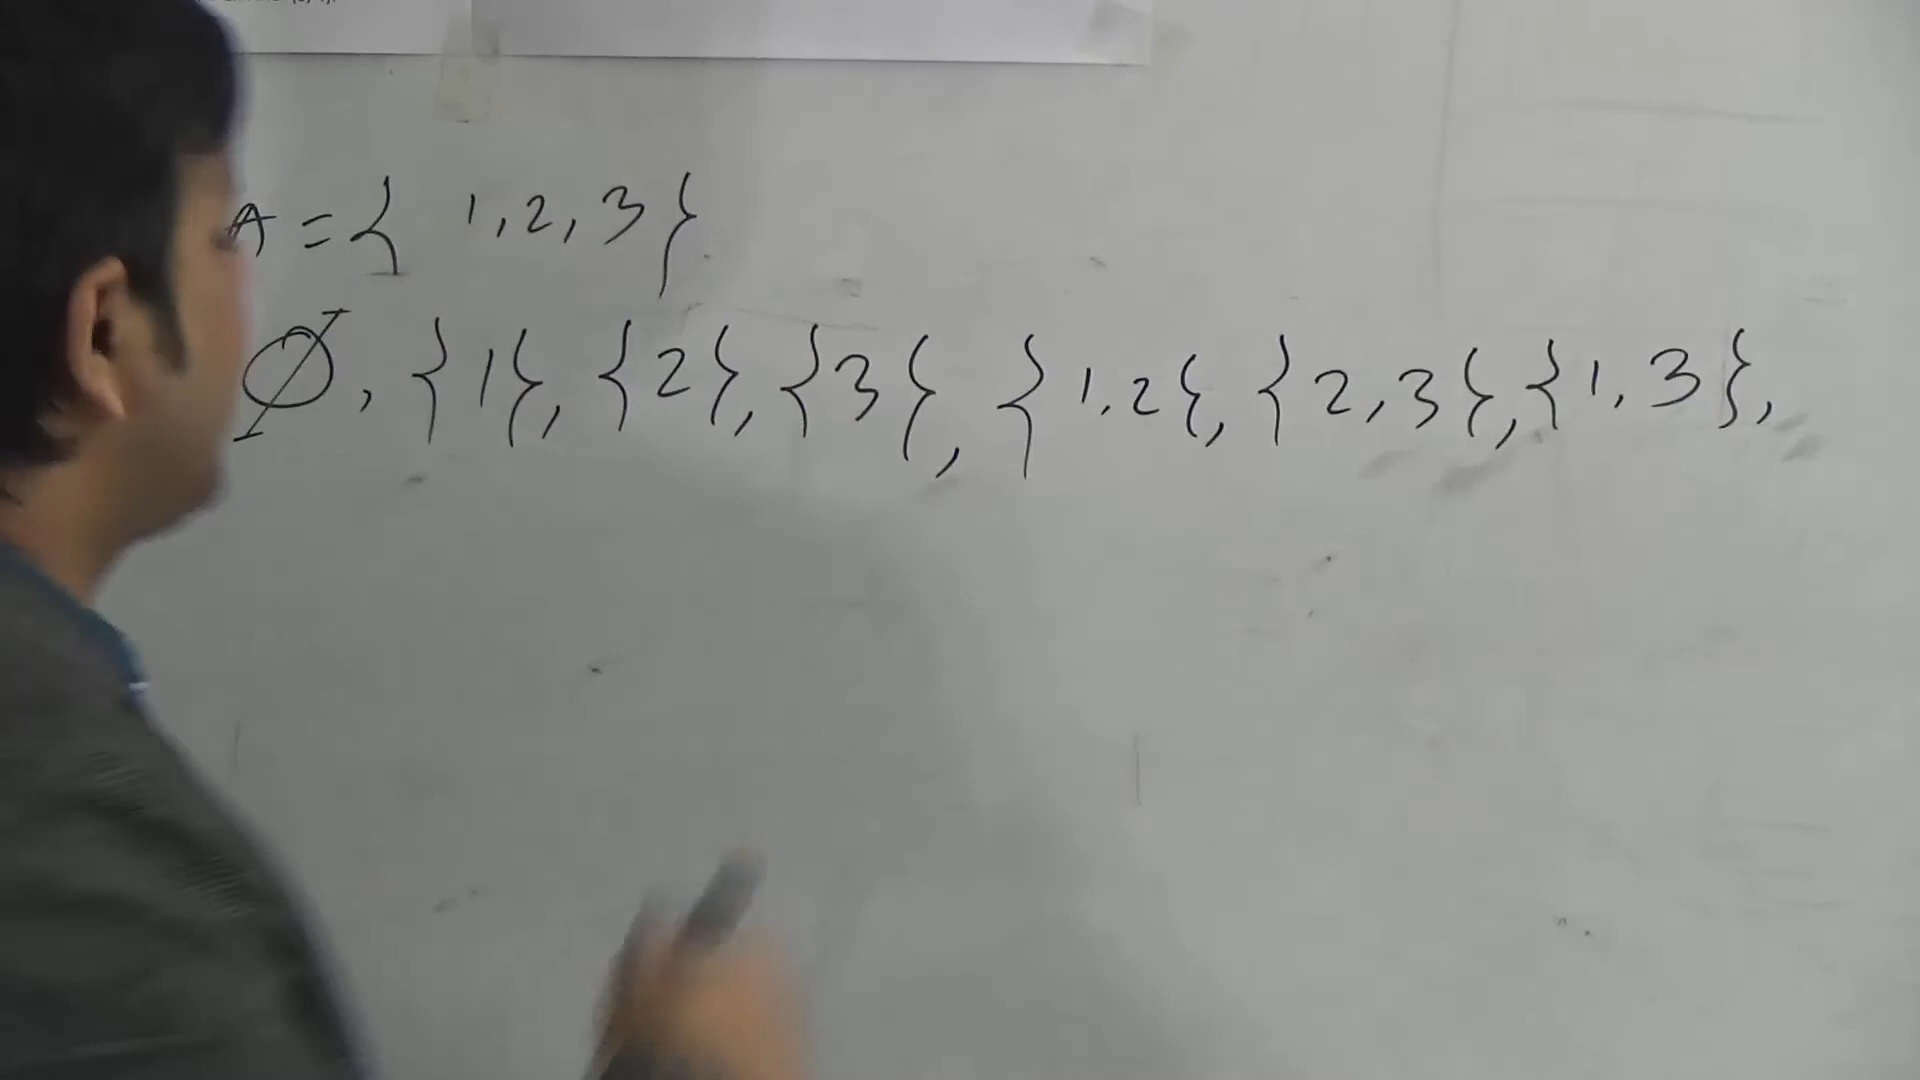 A = { 1, 2, 3 }
∅, {1}, {2}, {3}, {1, 2}, {2, 3}, {1, 3},